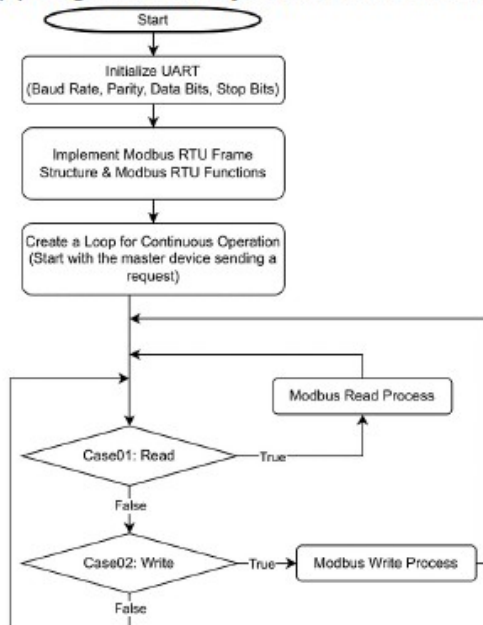 Start
Initialize UART
(Baud Rate, Parity, Data Bits, Stop Bits)
Implement Modbus RTU Frame
Structure & Modbus RTU Functions
Create a Loop for Continuous Operation
(Start with the master device sending a
request)
Modbus Read Process
Case01: Read
True
False
Case02: Write
True
Modbus Write Process
False